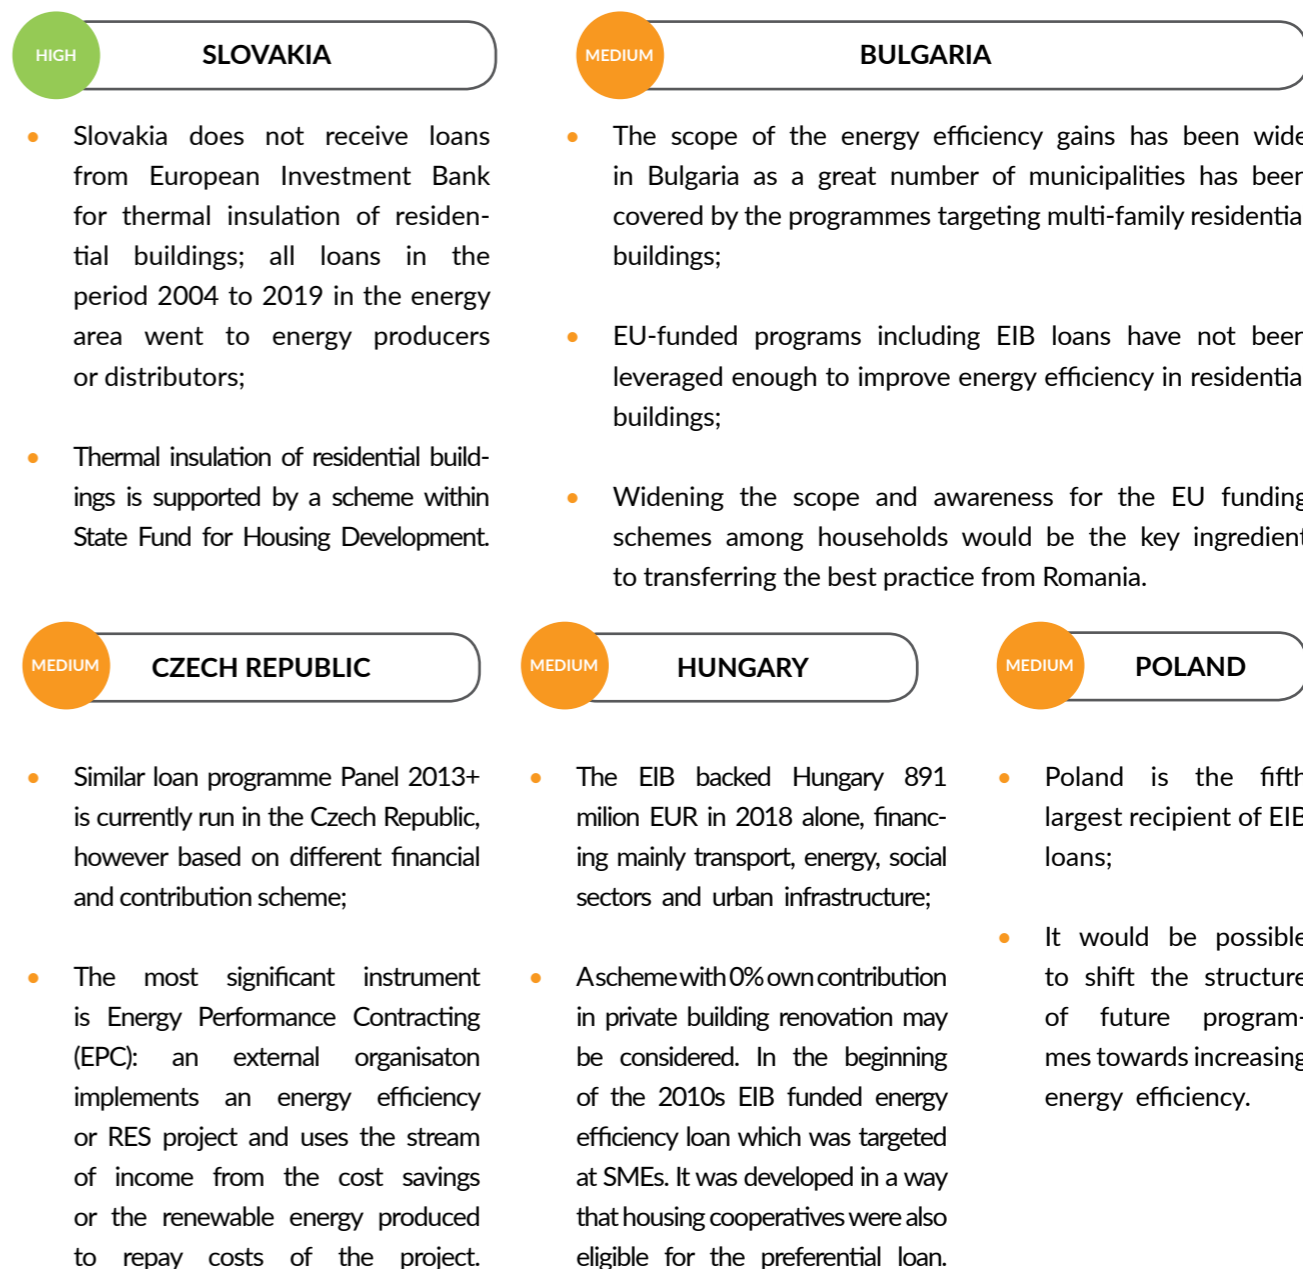 HIGH
SLOVAKIA
• Slovakia does not receive loans
from European Investment Bank
for thermal insulation of residen-
tial buildings; all loans in the
period 2004 to 2019 in the energy
area went to energy producers
or distributors;
• Thermal insulation of residential build-
ings is supported by a scheme within
State Fund for Housing Development.
MEDIUM
BULGARIA
• The scope of the energy efficiency gains has been wide
in Bulgaria as a great number of municipalities has been
covered by the programmes targeting multi-family residentia
buildings;
• EU-funded programs including EIB loans have not been
leveraged enough to improve energy efficiency in residentia
buildings;
• Widening the scope and awareness for the EU funding
schemes among households would be the key ingredient
to transferring the best practice from Romania.
MEDIUM
CZECH REPUBLIC
• Similar loan programme Panel 2013+
is currently run in the Czech Republic,
however based on different financial
and contribution scheme;
• The most significant instrument
is Energy Performance Contracting
(EPC): an external organisaton
implements an energy efficiency
or RES project and uses the stream
of income from the cost savings
or the renewable energy produced
to repay costs of the project.
MEDIUM
HUNGARY
• The EIB backed Hungary 891
milion EUR in 2018 alone, financ-
ing mainly transport, energy, social
sectors and urban infrastructure;
• A scheme with 0% own contribution
in private building renovation may
be considered. In the beginning
of the 2010s EIB funded energy
efficiency loan which was targeted
at SMEs. It was developed in a way
that housing cooperatives were also
eligible for the preferential loan.
MEDIUM
POLAND
• Poland is the fifth
largest recipient of EIB
loans;
• It would be possible
to shift the structure
of future program-
mes towards increasing
energy efficiency.